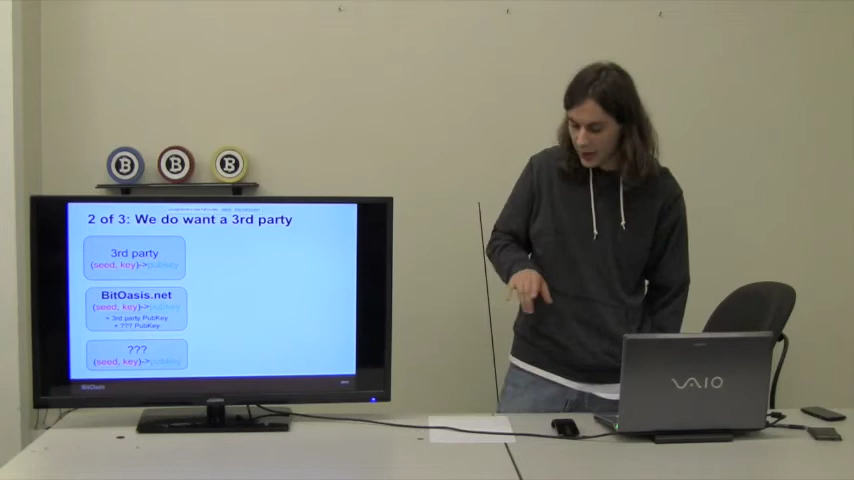 2 of 3: We do want a 3rd party
3rd party
(seed, key)->pubkey
BitOasis.net
(seed, key)->pubkey
+ 3rd party PubKey
+ ??? PubKey
???
(seed, key)->pubkey
BitOasis
VAIO